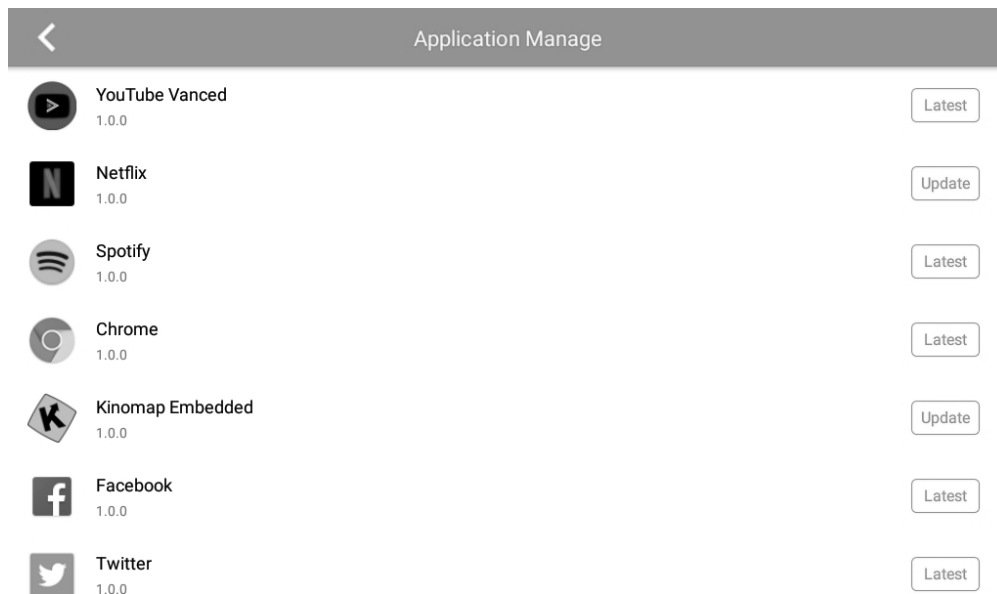 Application Manage
YouTube Vanced
1.0.0
Latest
Netflix
1.0.0
Update
Spotify
1.0.0
Latest
Chrome
1.0.0
Latest
Kinomap Embedded
1.0.0
Update
Facebook
1.0.0
Latest
Twitter
1.0.0
Latest